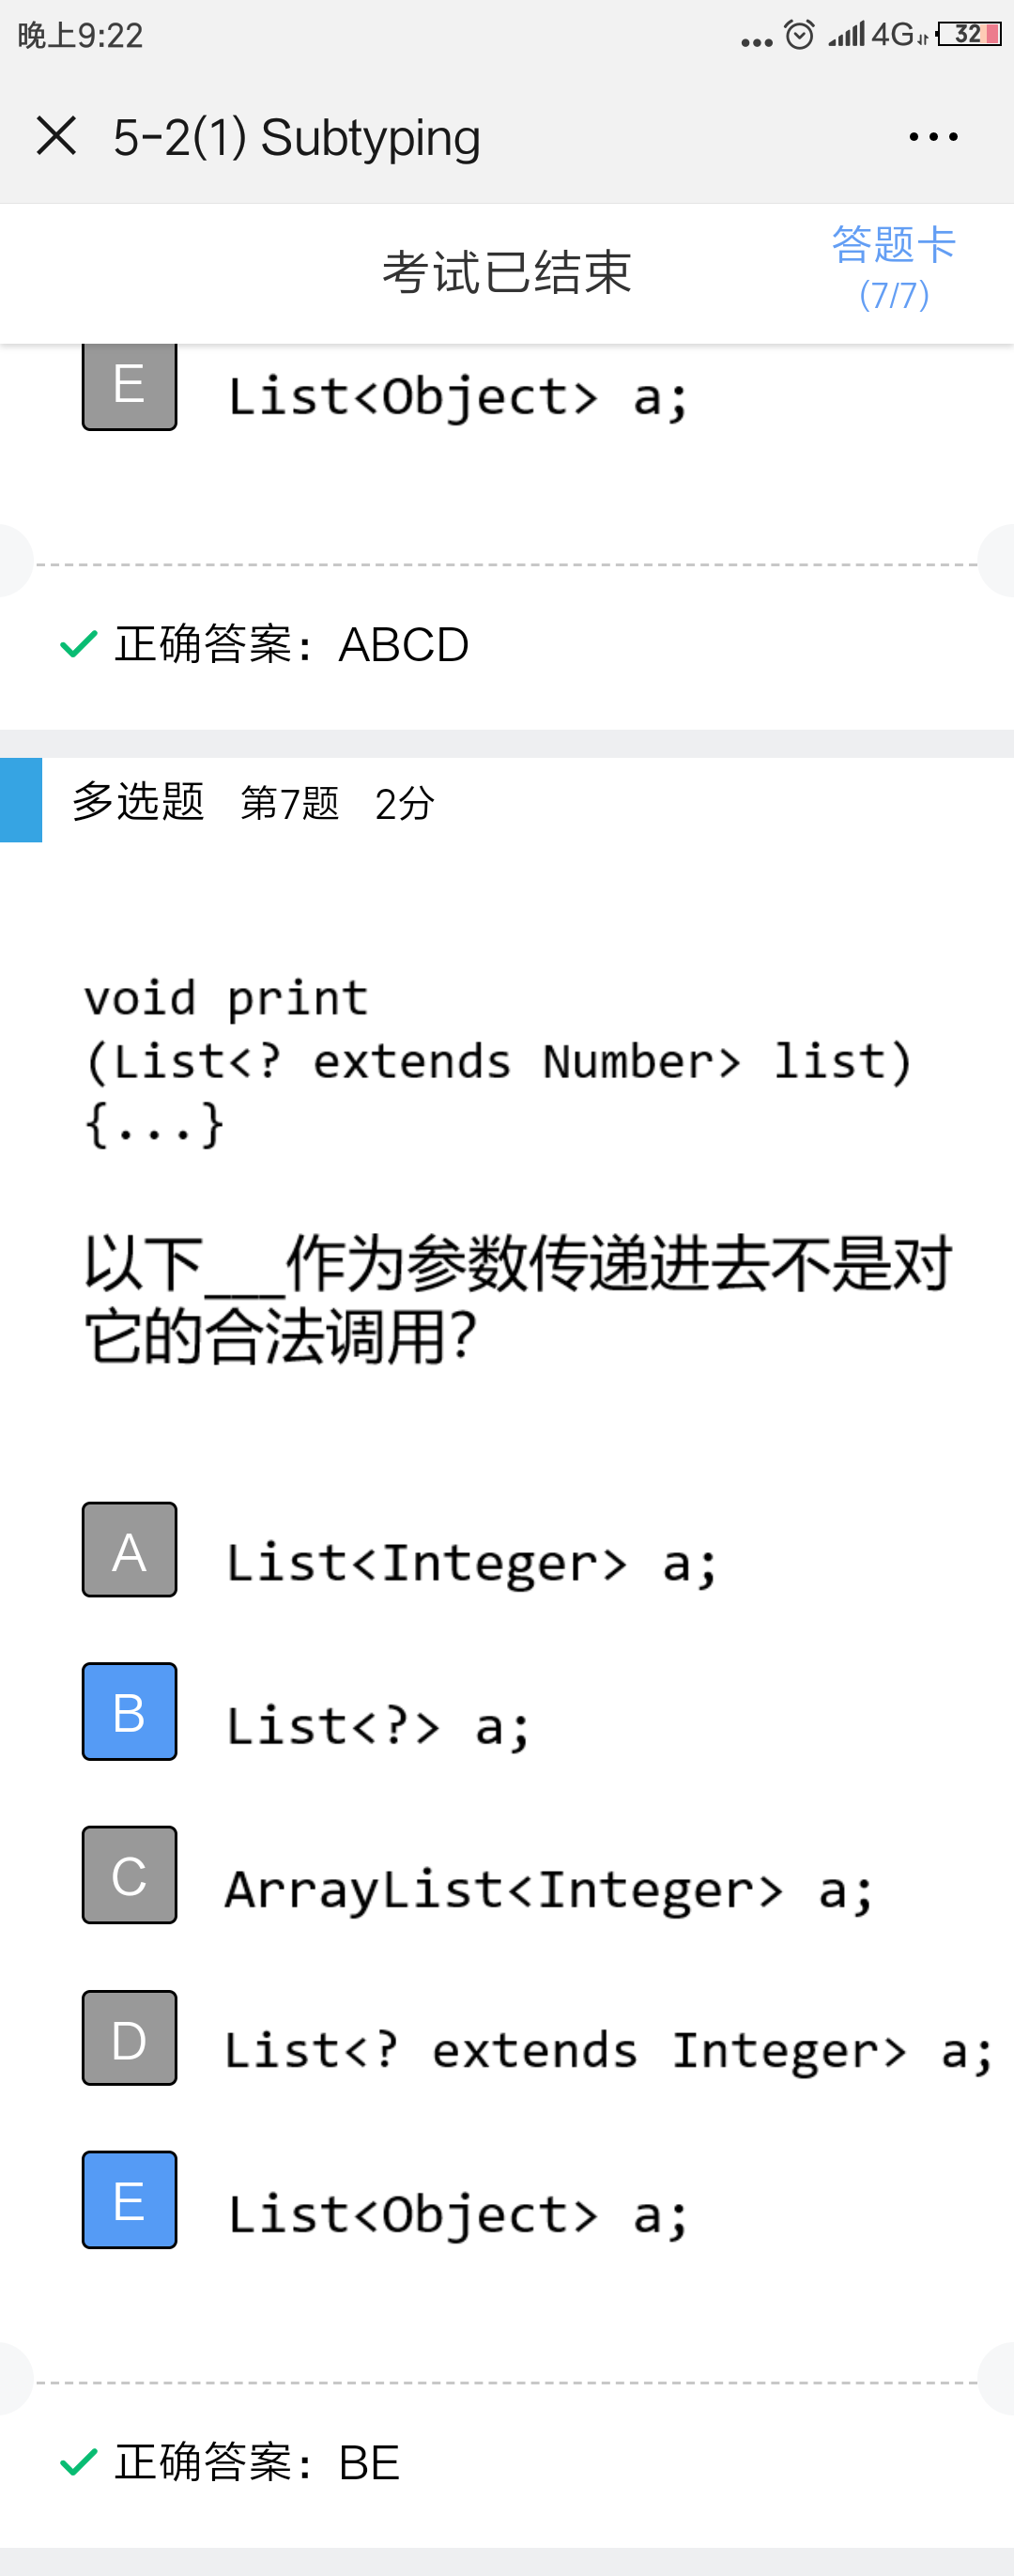 晚上9:22
4G
32
5-2(1) Subtyping
考试已结束
答题卡
(7/7)
E List<Object> a;
正确答案：ABCD
多选题 第7题 2分
void print
(List<? extends Number> list)
{...}
以下___作为参数传递进去不是对
它的合法调用?
A List<Integer> a;
B List<?> a;
C ArrayList<Integer> a;
D List<? extends Integer> a;
E List<Object> a;
正确答案：BE